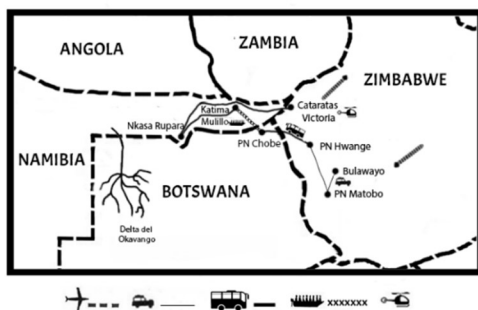 ANGOLA
ZAMBIA
ZIMBABWE
Katima
Mulillo
Cataratas
Victoria
Nkasa Rupara
PN Chobe
PN Hwange
NAMIBIA
Bulawayo
BOTSWANA
PN Matobo
Delta del
Okavango
xxxxxxx